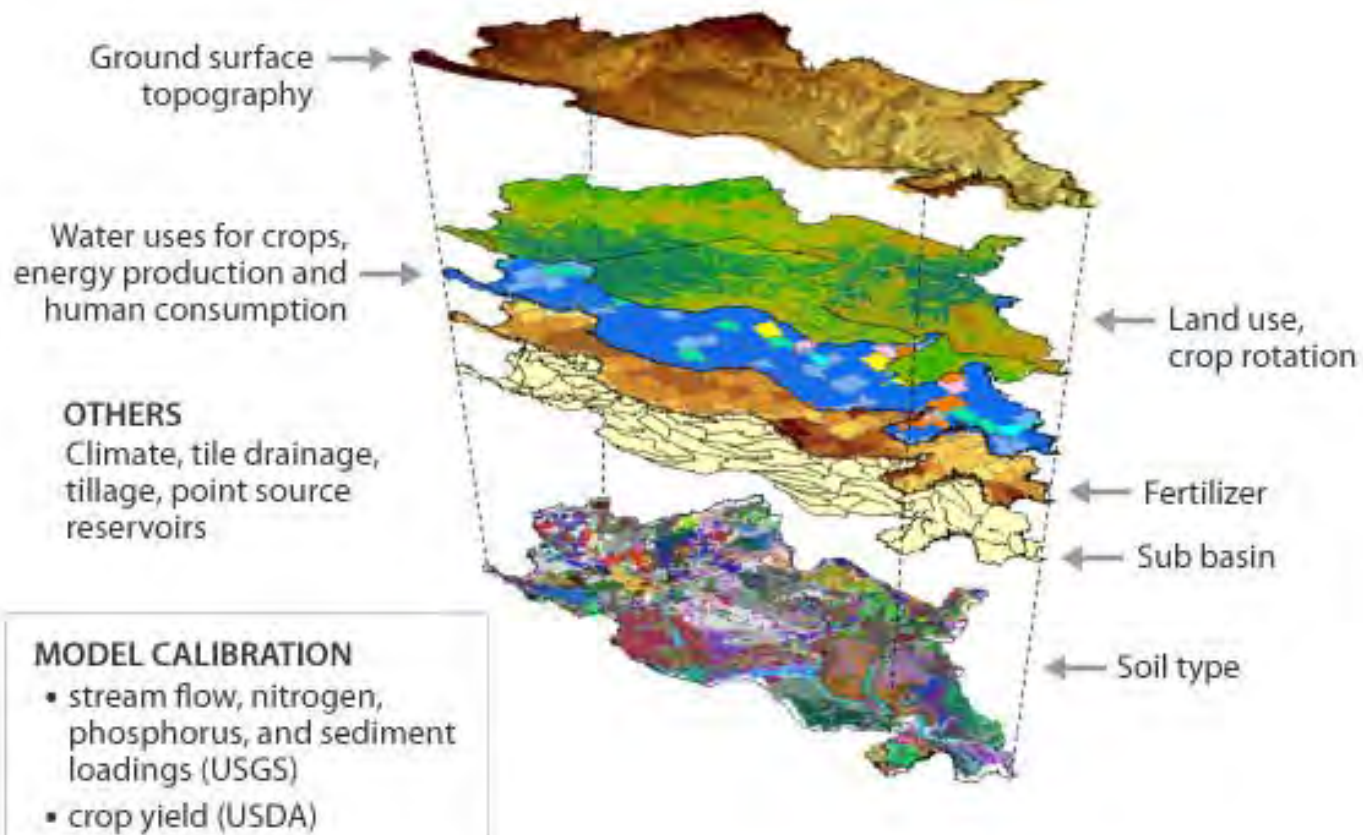 Ground surface
topography
Water uses for crops,
energy production and
human consumption
Land use,
crop rotation
OTHERS
Climate, tile drainage,
tillage, point source
reservoirs
Fertilizer
Sub basin
Soil type
MODEL CALIBRATION
▪ stream flow, nitrogen,
phosphorus, and sediment
loadings (USGS)
▪ crop yield (USDA)